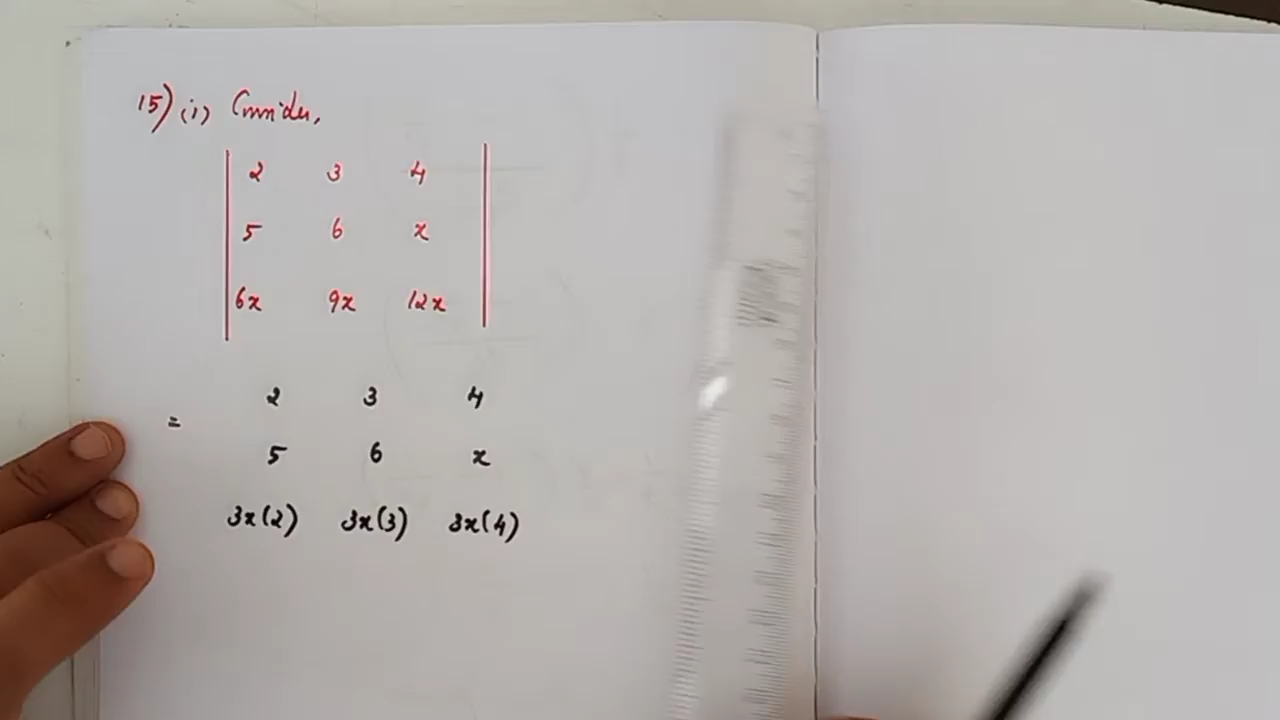 15) (i) Consider,
2 3 4
5 6 x
6x 9x 12x
= 2 3 4
5 6 x
3x(2) 3x(3) 3x(4)